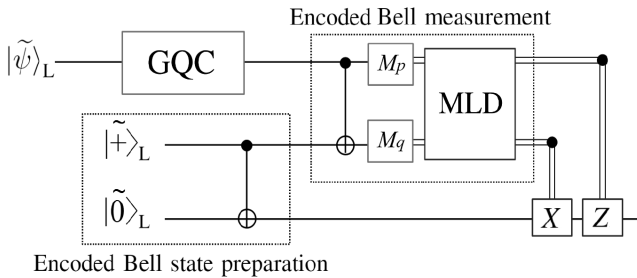 Encoded Bell measurement
|ψ̃⟩L GQC Mp MLD
|+̃⟩L Mq
|0̃⟩L X Z
Encoded Bell state preparation